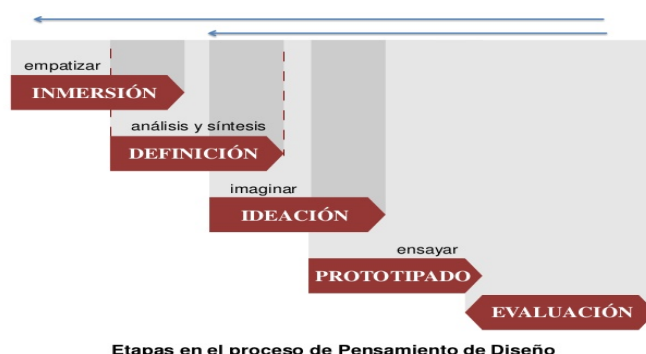 empatizar
INMERSIÓN
análisis y síntesis
DEFINICIÓN
imaginar
IDEACIÓN
ensayar
PROTOTIPADO
EVALUACIÓN
Etapas en el proceso de Pensamiento de Diseño